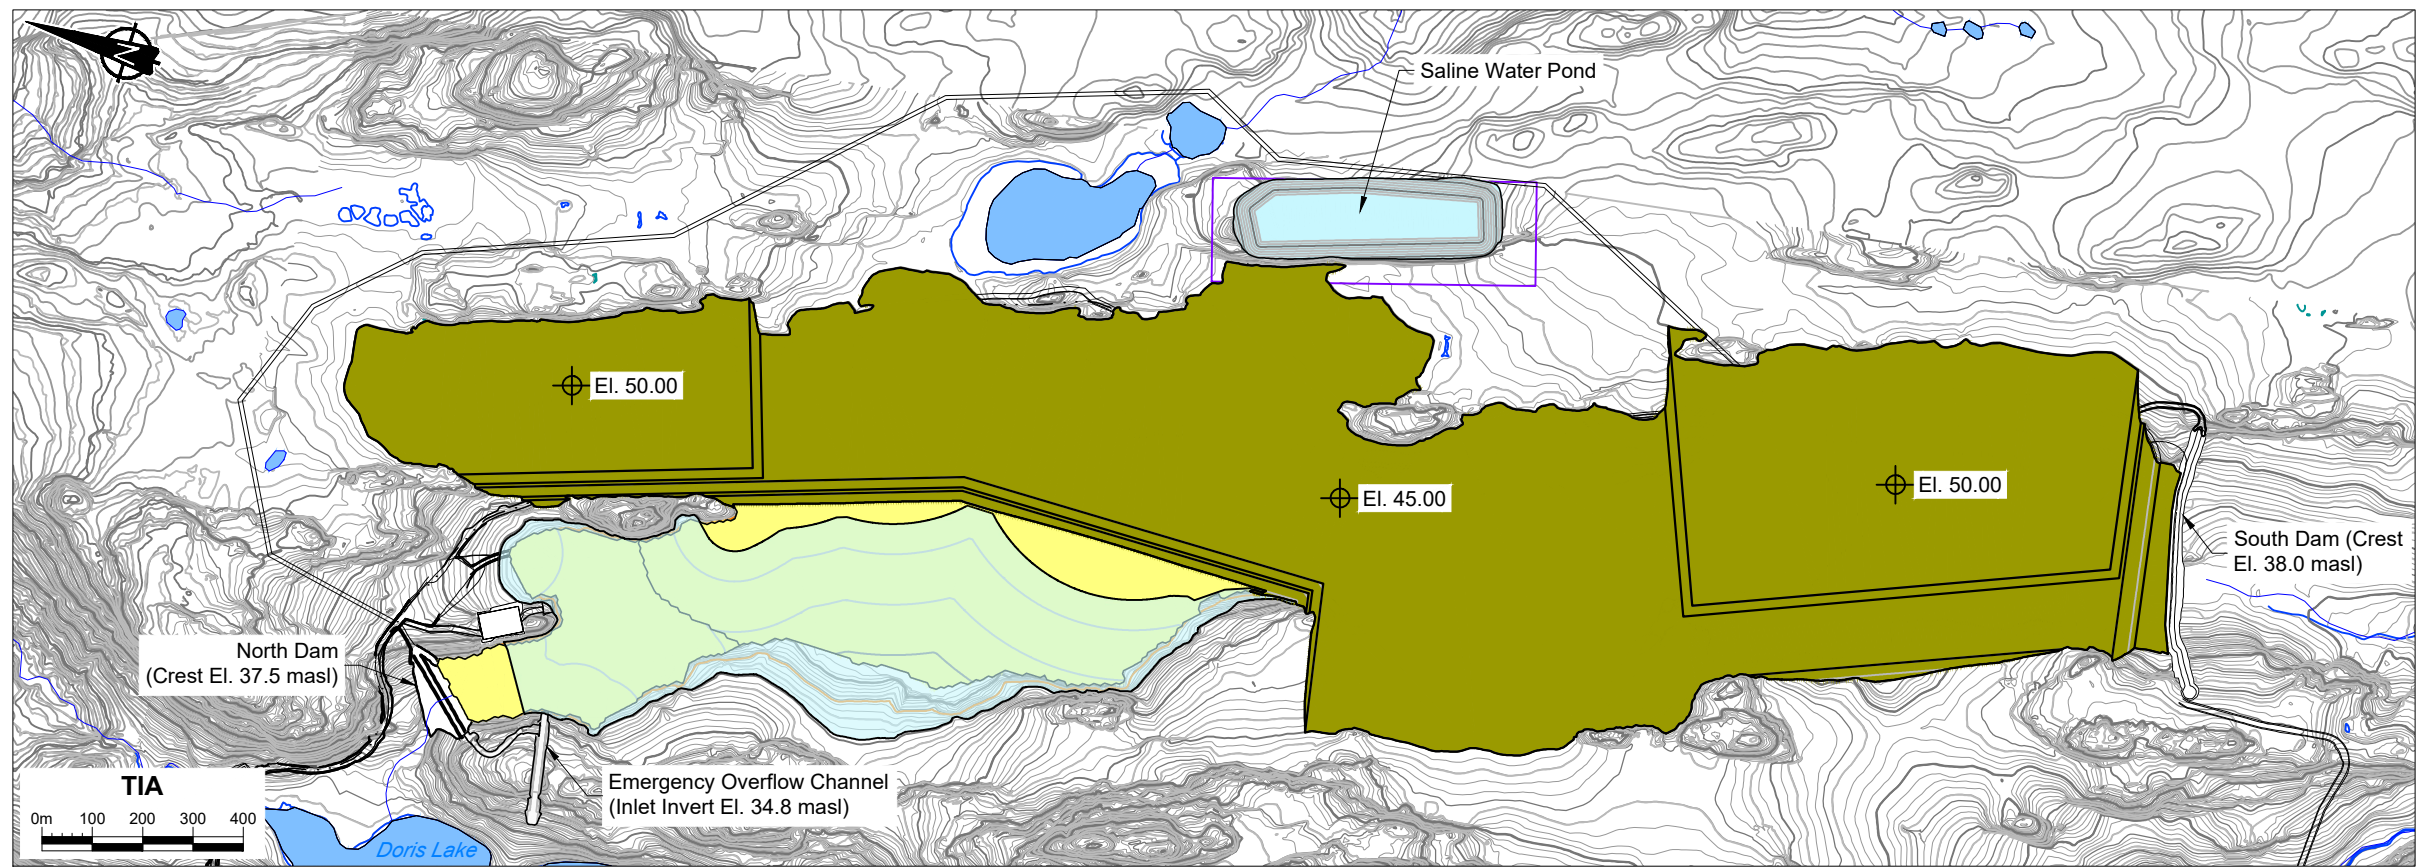 N
Saline Water Pond
El. 50.00
El. 45.00
El. 50.00
South Dam (Crest
El. 38.0 masl)
North Dam
(Crest El. 37.5 masl)
Emergency Overflow Channel
(Inlet Invert El. 34.8 masl)
TIA
0m 100 200 300 400
Doris Lake